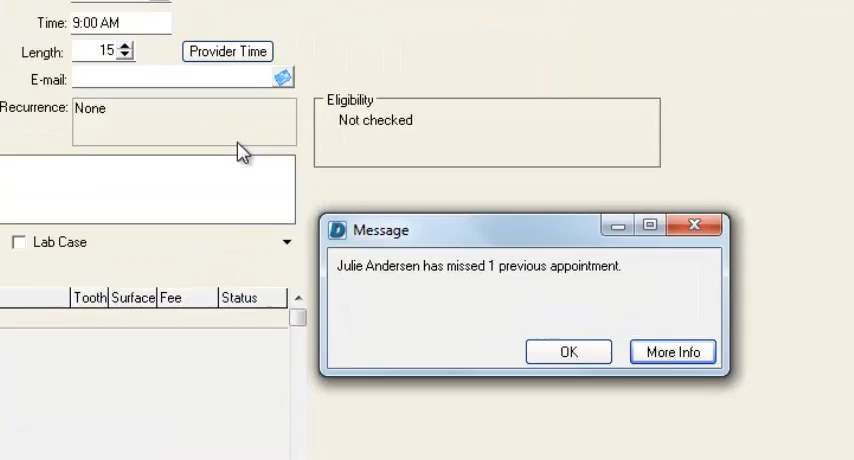 Time: 9:00 AM
Length: 15 Provider Time
E-mail:
Recurrence: None
Eligibility
Not checked
D Message
Julie Andersen has missed 1 previous appointment.
Lab Case
Tooth Surface Fee Status
OK More Info